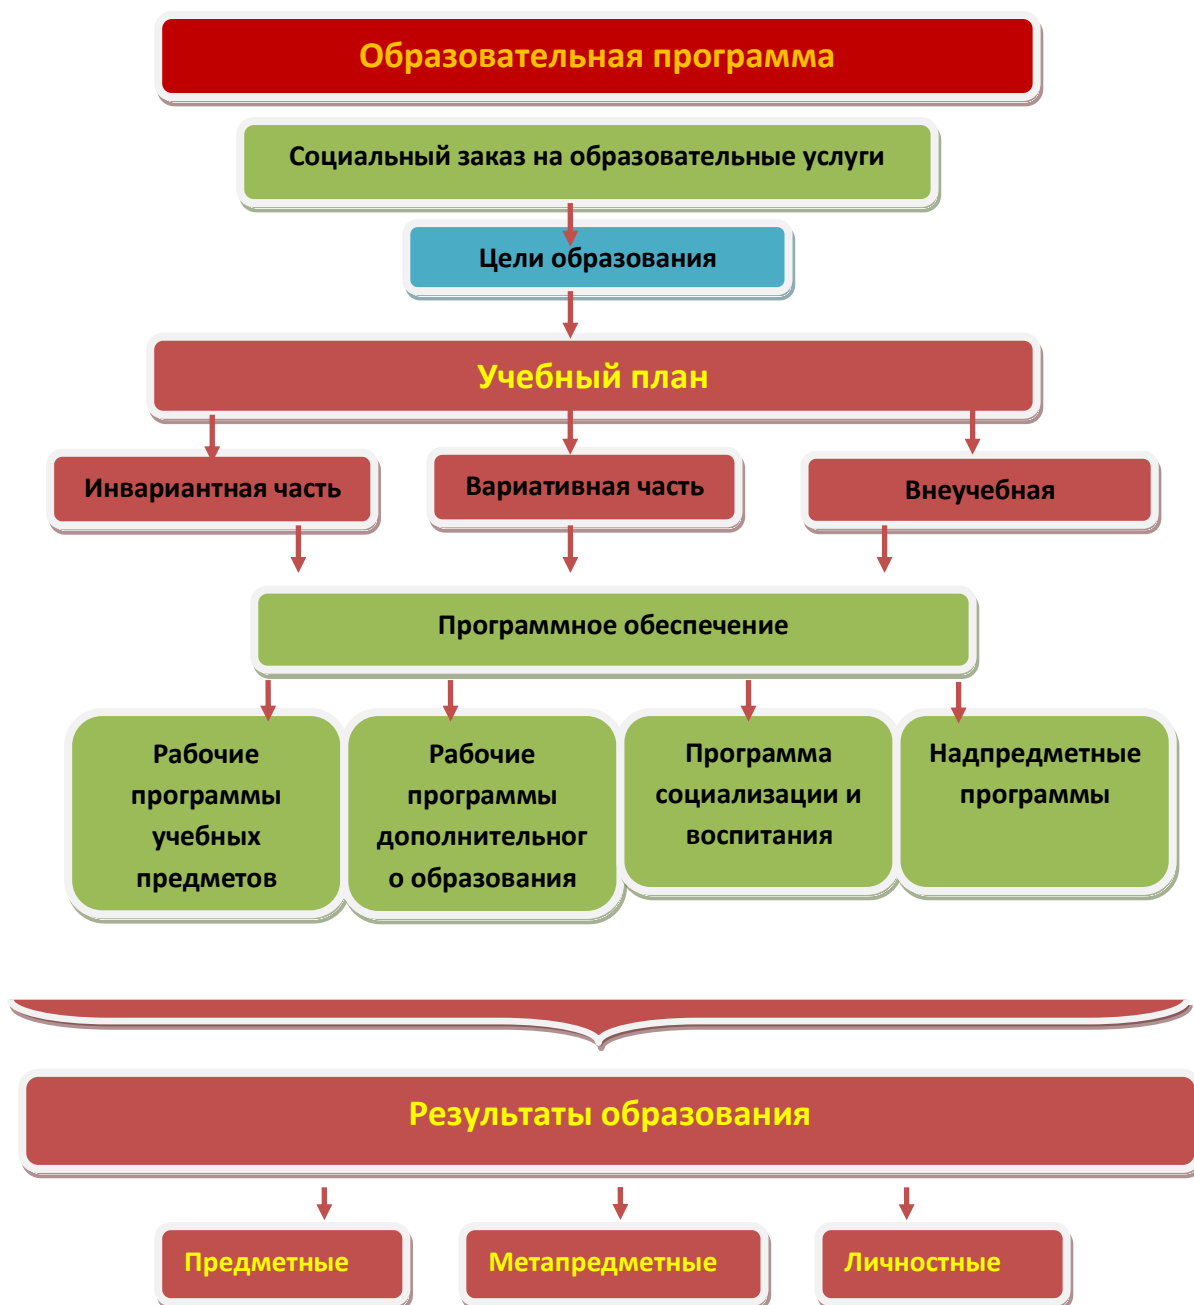 Образовательная программа
Социальный заказ на образовательные услуги
Цели образования
Учебный план
Инвариантная часть
Вариативная часть
Внеучебная
Программное обеспечение
Рабочие
программы
учебных
предметов
Рабочие
программы
дополнительног
о образования
Программа
социализации и
воспитания
Надпредметные
программы
Результаты образования
Предметные
Метапредметные
Личностные